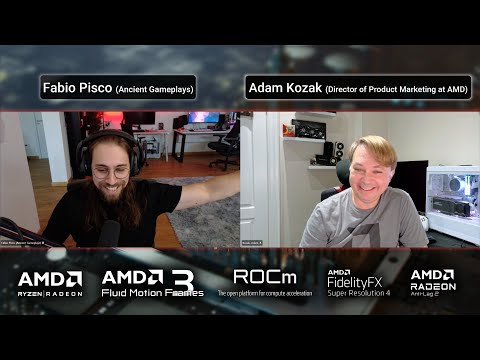 Fabio Pisco (Ancient Gameplays)
Adam Kozak (Director of Product Marketing at AMD)
AMD
RYZEN | RADEON
AMD 3
Fluid Motion Frames
ROCm
The open platform for compute acceleration
AMD
FidelityFX
Super Resolution 4
AMD
RADEON
Anti-Lag 2